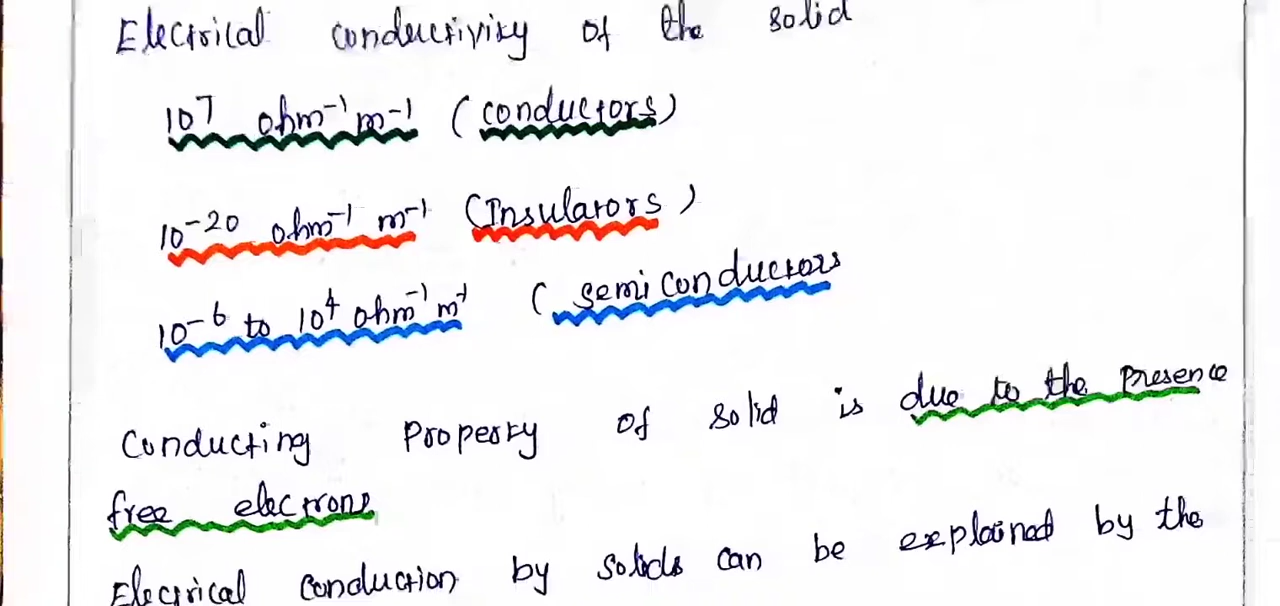 Electrical conductivity of the solid
10⁷ ohm⁻¹ m⁻¹ (conductors)
10⁻²⁰ ohm⁻¹ m⁻¹ (Insulators)
10⁻⁶ to 10⁴ ohm⁻¹ m⁻¹ (semiconductors
Conducting Property of solid is due to the Presence
free electrons
Electrical conduction by solids can be explained by the